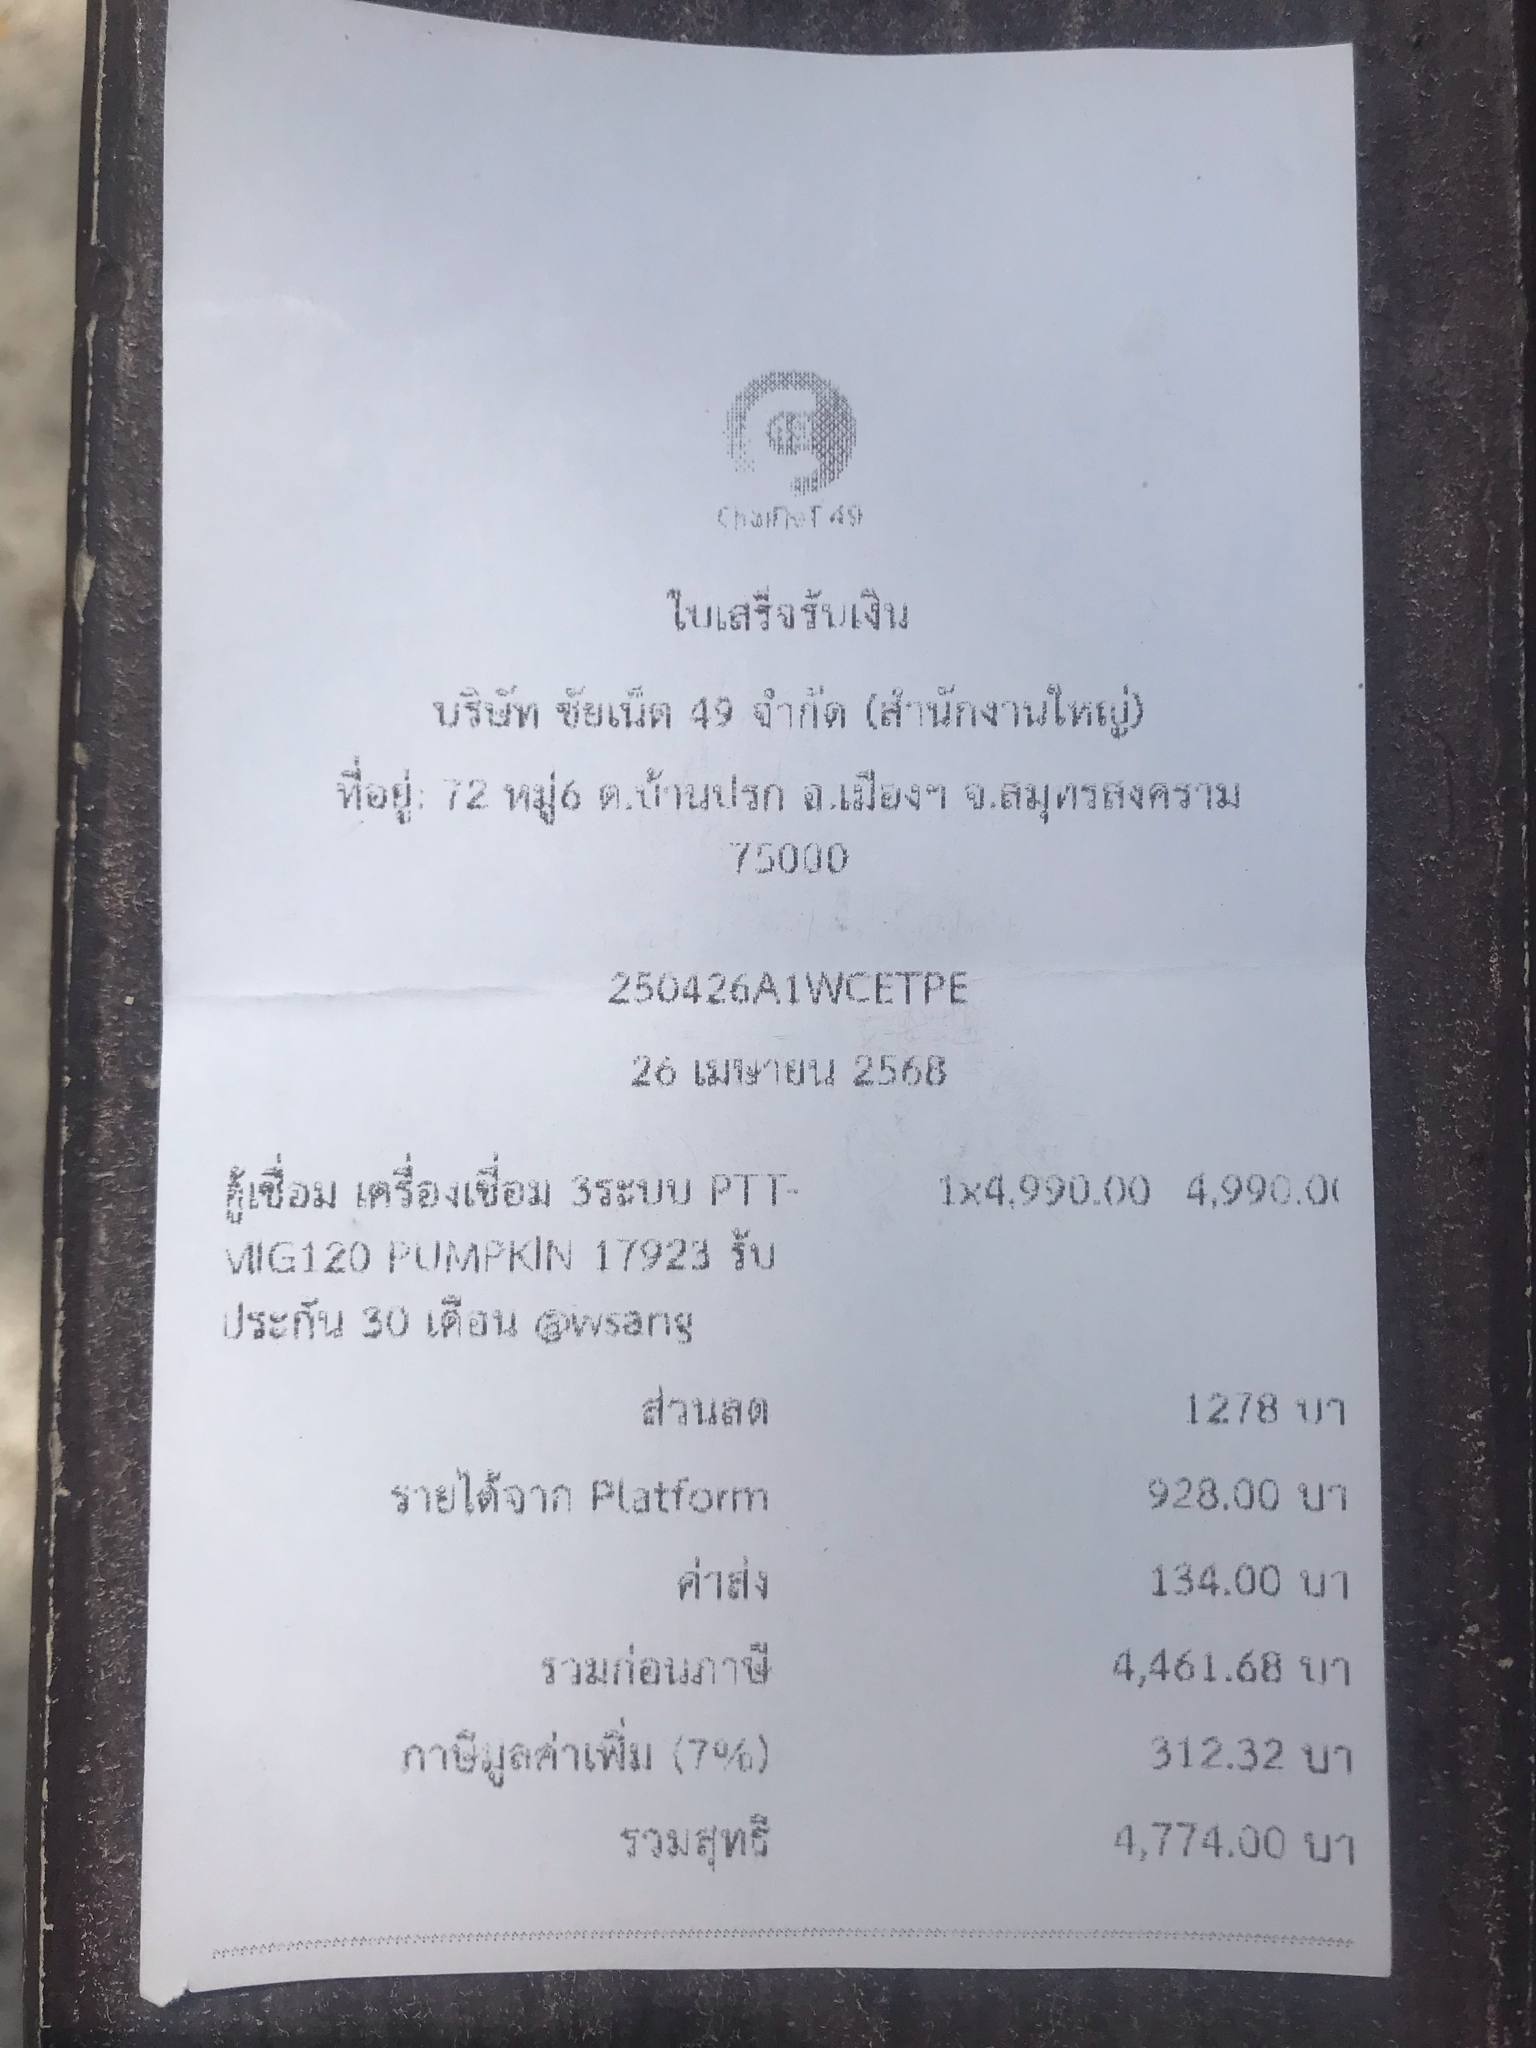 ChaiNeT 49
ใบเสร็จรับเงิน
บริษัท ชัยเน็ต 49 จำกัด (สำนักงานใหญ่)
ที่อยู่: 72 หมู่6 ต.บ้านปรก อ.เมืองฯ จ.สมุทรสงคราม
75000
250426A1WCETPE
26 เมษายน 2568
ตู้เชื่อม เครื่องเชื่อม 3ระบบ PTT- 1x4,990.00 4,990.00
MIG120 PUMPKIN 17923 รับ
ประกัน 30 เดือน @wsang
ส่วนลด 1278 บา
รายได้จาก Platform 928.00 บา
ค่าส่ง 134.00 บา
รวมก่อนภาษี 4,461.68 บา
ภาษีมูลค่าเพิ่ม (7%) 312.32 บา
รวมสุทธิ 4,774.00 บา